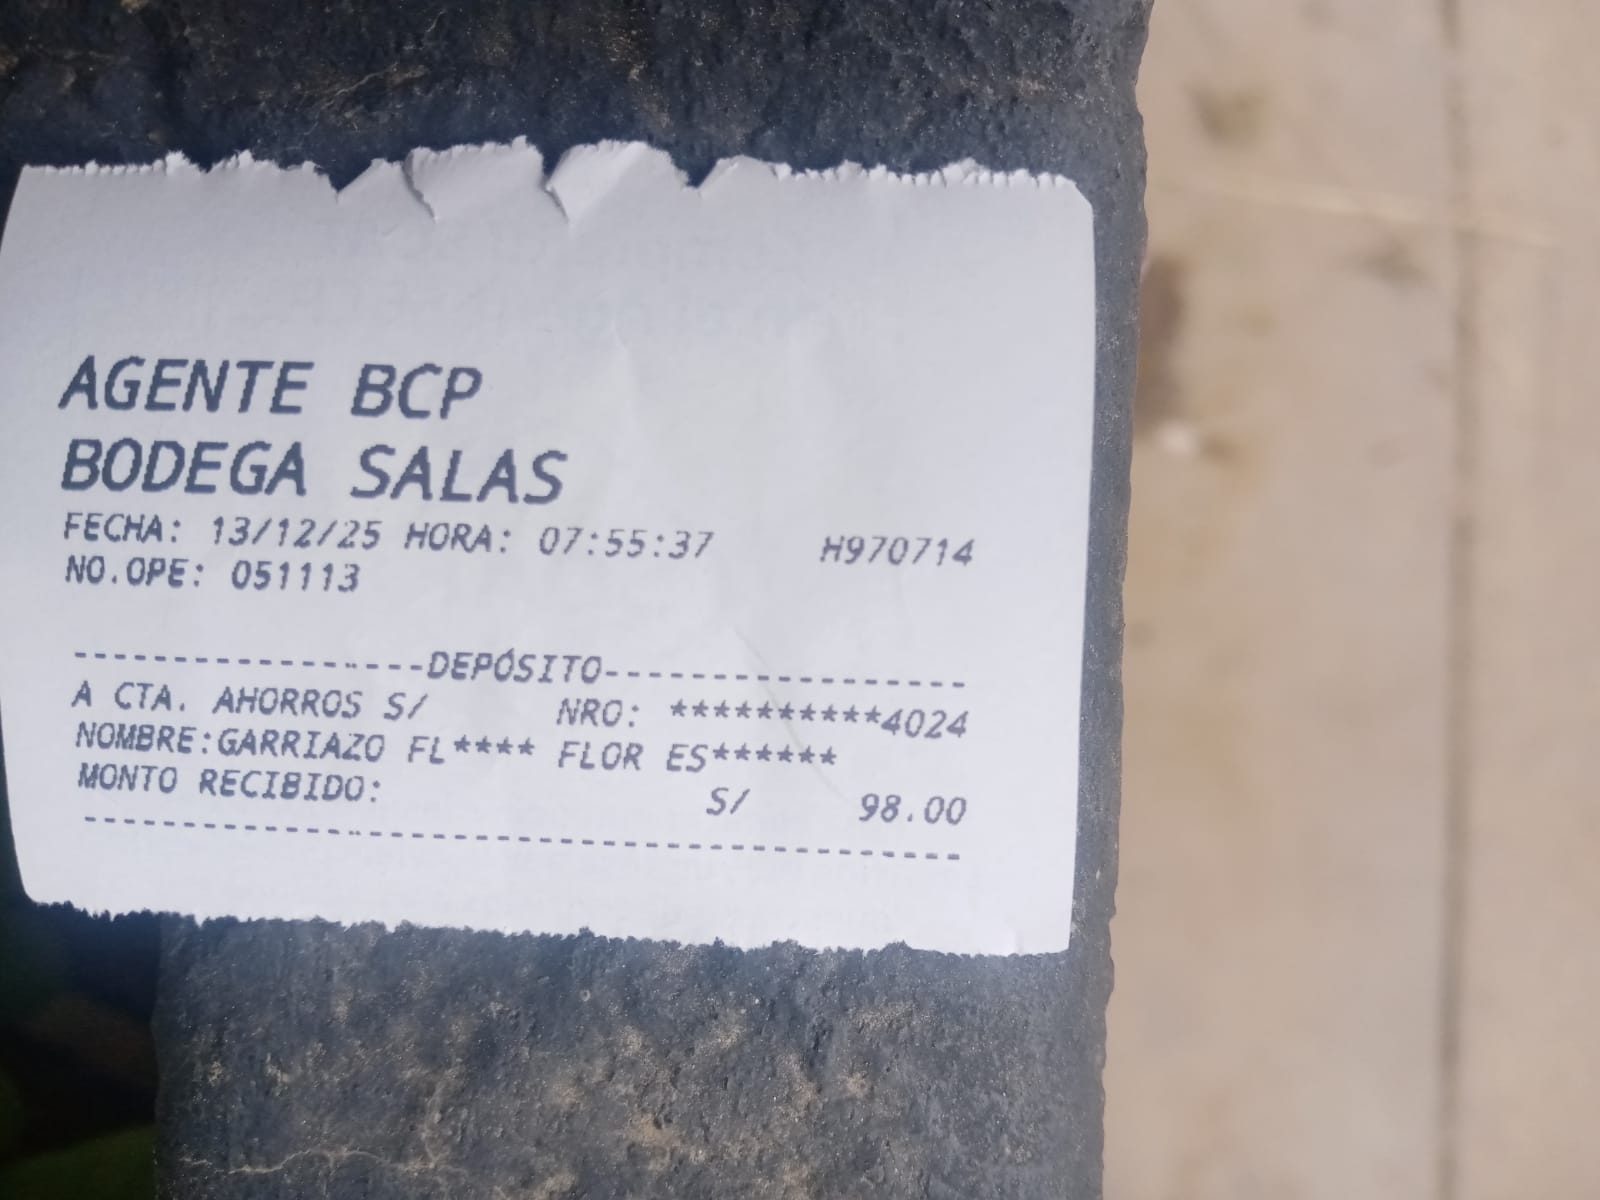 AGENTE BCP
BODEGA SALAS
FECHA: 13/12/25 HORA: 07:55:37 H970714
NO.OPE: 051113
-----------------DEPÓSITO------------------
A CTA. AHORROS S/ NRO: **********4024
NOMBRE:GARRIAZO FL**** FLOR ES******
MONTO RECIBIDO: S/ 98.00
--------------------------------------------